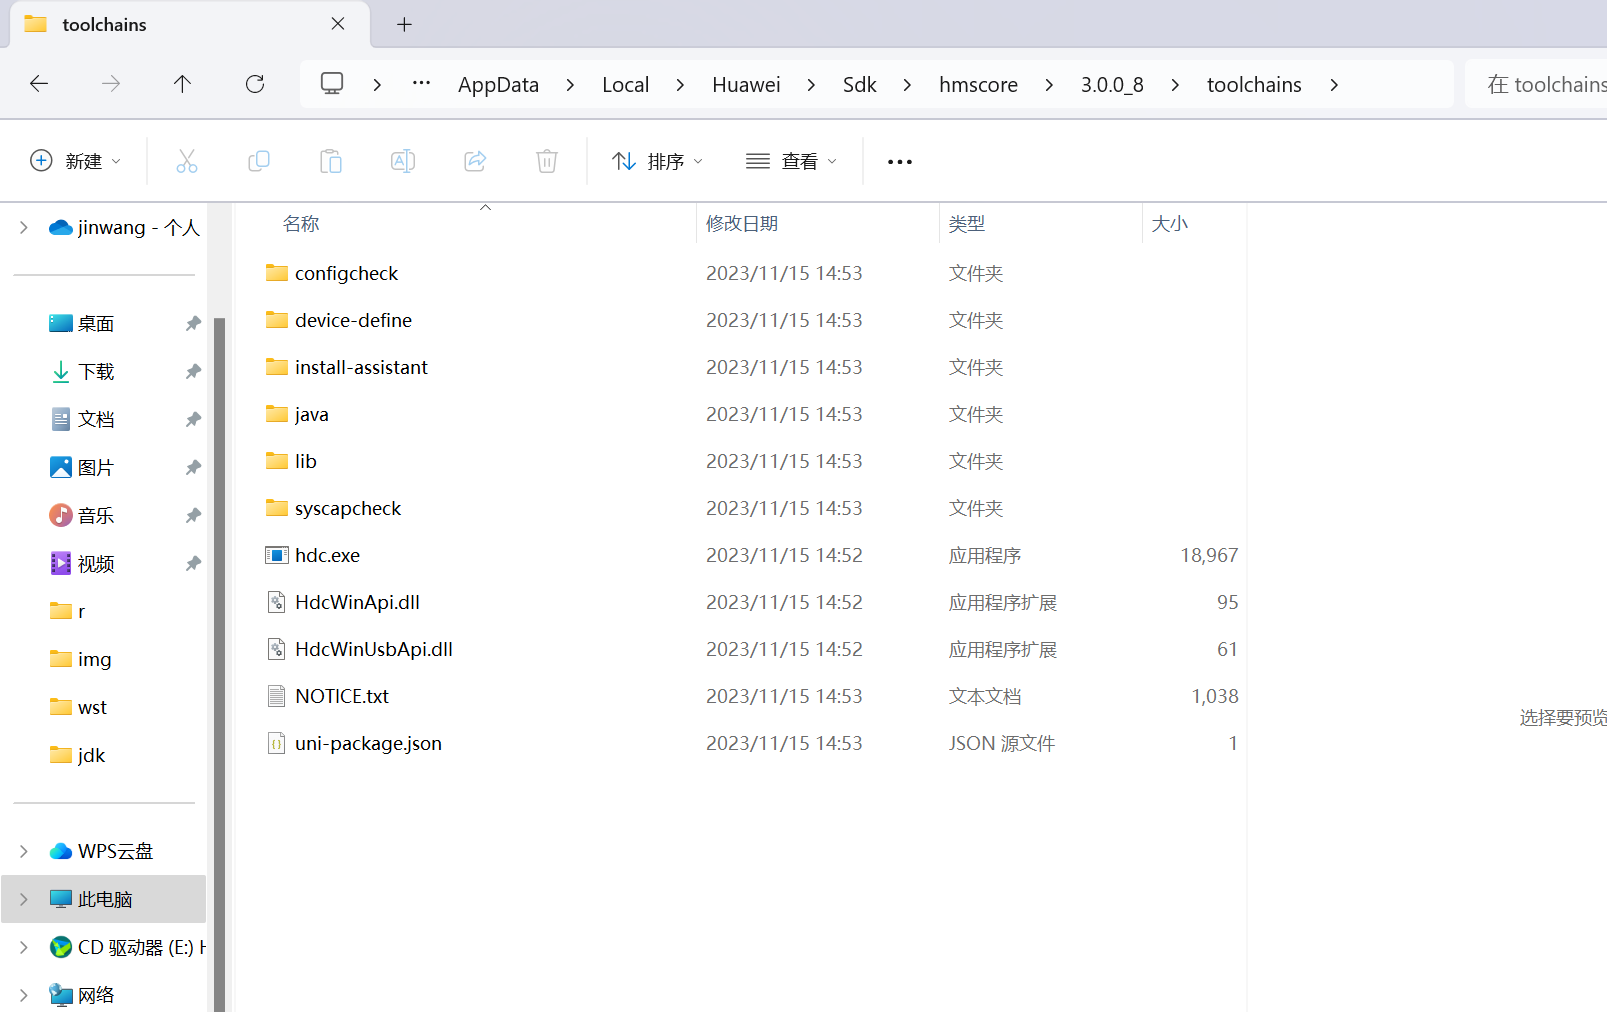 toolchains
AppData Local Huawei Sdk hmscore 3.0.0_8 toolchains
在 toolchains
新建 排序 查看
jinwang - 个人
桌面
下载
文档
图片
音乐
视频
r
img
wst
jdk
WPS云盘
此电脑
CD 驱动器 (E:) H
网络
名称 修改日期 类型 大小
configcheck 2023/11/15 14:53 文件夹
device-define 2023/11/15 14:53 文件夹
install-assistant 2023/11/15 14:53 文件夹
java 2023/11/15 14:53 文件夹
lib 2023/11/15 14:53 文件夹
syscapcheck 2023/11/15 14:53 文件夹
hdc.exe 2023/11/15 14:52 应用程序 18,967
HdcWinApi.dll 2023/11/15 14:52 应用程序扩展 95
HdcWinUsbApi.dll 2023/11/15 14:52 应用程序扩展 61
NOTICE.txt 2023/11/15 14:53 文本文档 1,038
uni-package.json 2023/11/15 14:53 JSON 源文件 1
选择要预览